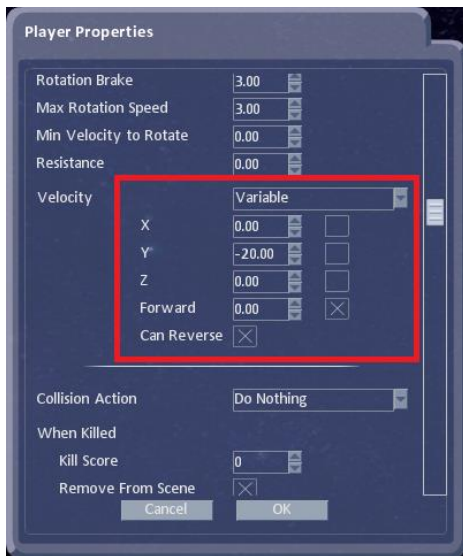 Player Properties
Rotation Brake 3.00
Max Rotation Speed 3.00
Min Velocity to Rotate 0.00
Resistance 0.00
Velocity Variable
X 0.00
Y -20.00
Z 0.00
Forward 0.00
Can Reverse
Collision Action Do Nothing
When Killed
Kill Score 0
Remove From Scene
Cancel OK